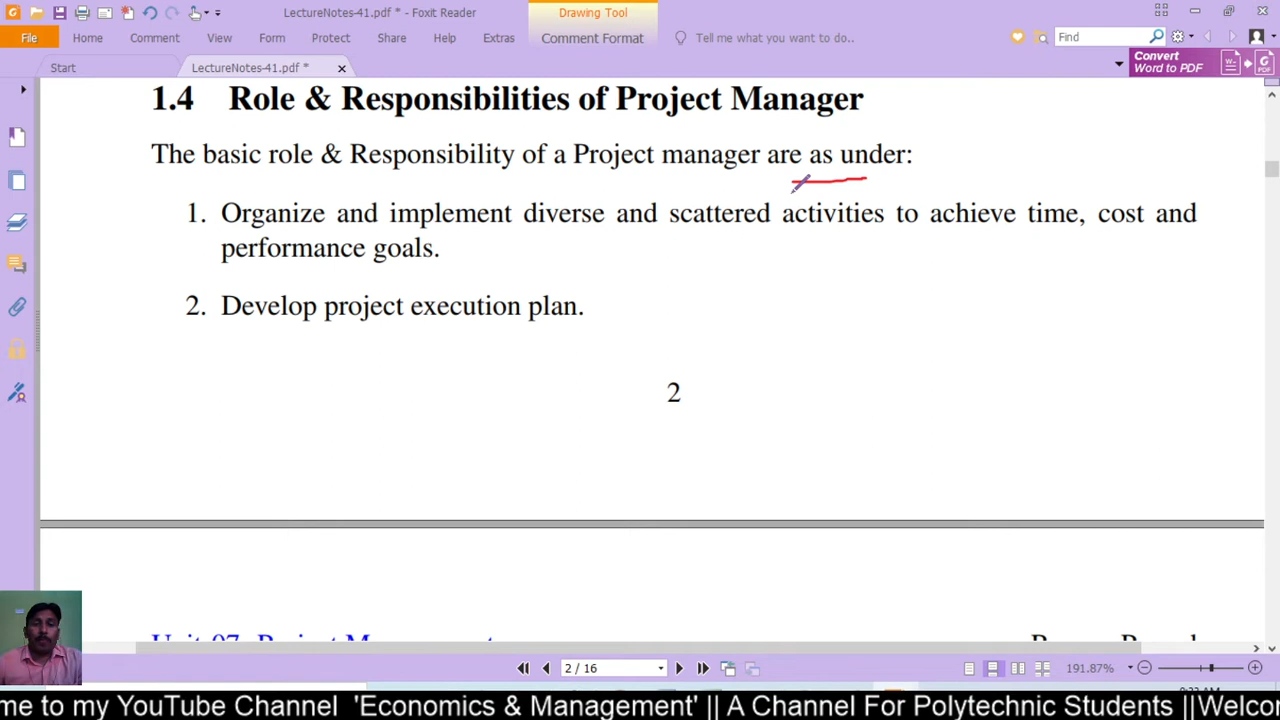 LectureNotes-41.pdf * - Foxit Reader
Drawing Tool
File Home Comment View Form Protect Share Help Extras Comment Format Tell me what you want to do.. Find
Start LectureNotes-41.pdf *
Convert
Word to PDF
1.4 Role & Responsibilities of Project Manager
The basic role & Responsibility of a Project manager are as under:
1. Organize and implement diverse and scattered activities to achieve time, cost and
performance goals.
2. Develop project execution plan.
2
2 / 16
191.87%
me to my YouTube Channel 'Economics & Management' || A Channel For Polytechnic Students ||Welco